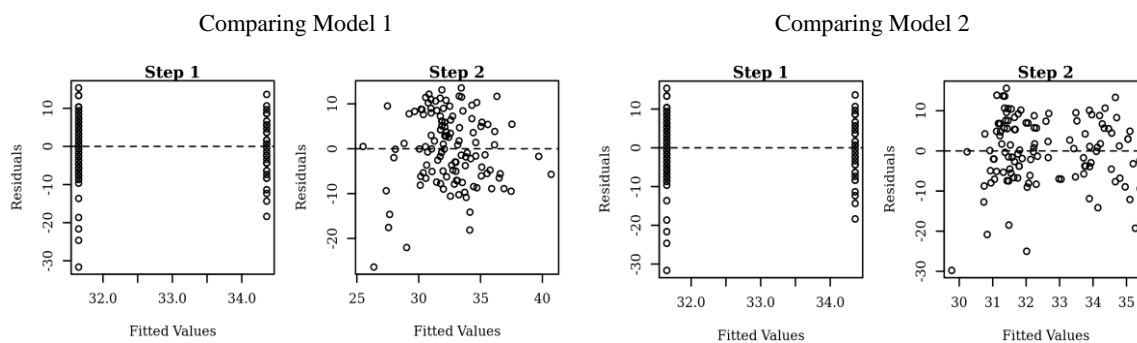 Comparing Model 1
Comparing Model 2
Step 1
Step 2
Step 1
Step 2
Residuals
10
0
-10
-20
-30
32.0
33.0
34.0
Fitted Values
Residuals
10
0
-10
-20
25
30
35
40
Fitted Values
Residuals
10
0
-10
-20
-30
32.0
33.0
34.0
Fitted Values
Residuals
10
0
-10
-20
-30
30
31
32
33
34
35
Fitted Values